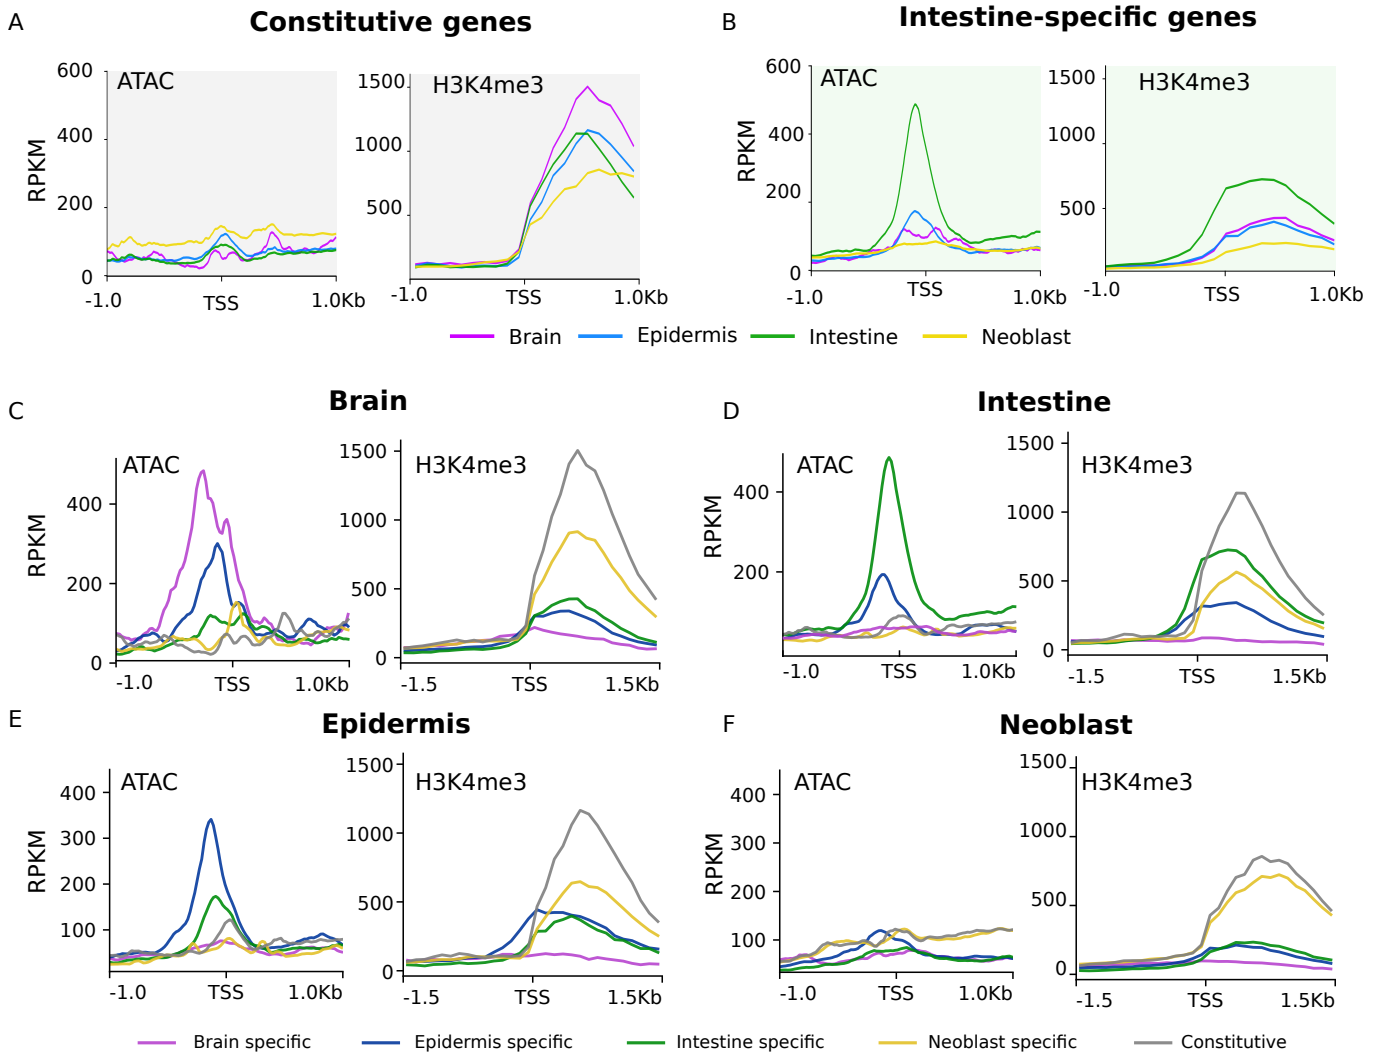 A
Constitutive genes
B
Intestine-specific genes
600
400
200
0
RPKM
ATAC
-1.0
TSS
1.0Kb
1500
1000
500
H3K4me3
-1.0
TSS
1.0Kb
600
400
200
0
RPKM
ATAC
-1.0
TSS
1.0Kb
1500
1000
500
H3K4me3
-1.0
TSS
1.0Kb
Brain
Epidermis
Intestine
Neoblast
C
Brain
400
200
0
RPKM
ATAC
-1.0
TSS
1.0Kb
1500
1000
500
0
H3K4me3
-1.5
TSS
1.5Kb
D
Intestine
400
200
RPKM
ATAC
-1.0
TSS
1.0Kb
1500
1000
500
0
H3K4me3
-1.5
TSS
1.5Kb
E
Epidermis
400
300
200
100
RPKM
ATAC
-1.0
TSS
1.0Kb
1500
1000
500
0
H3K4me3
-1.5
TSS
1.5Kb
F
Neoblast
400
300
200
100
RPKM
ATAC
-1.0
TSS
1.0Kb
1500
1000
500
0
H3K4me3
-1.5
TSS
1.5Kb
Brain specific
Epidermis specific
Intestine specific
Neoblast specific
Constitutive